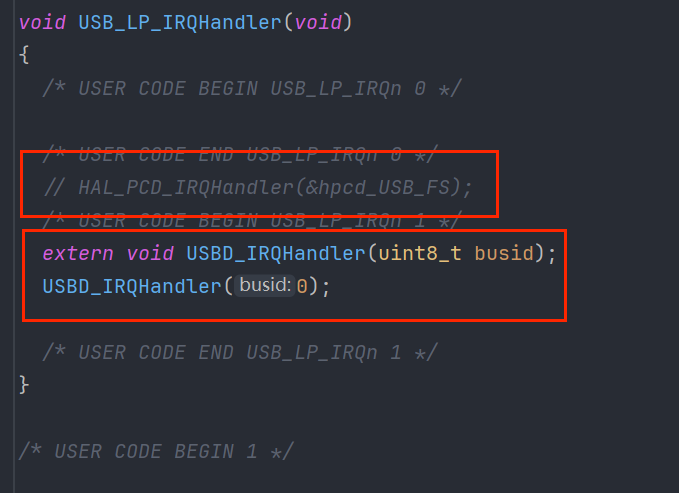 void USB_LP_IRQHandler(void)
{
/* USER CODE BEGIN USB_LP_IRQn 0 */
/* USER CODE END USB_LP_IRQn 0 */
// HAL_PCD_IRQHandler(&hpcd_USB_FS);
/* USER CODE BEGIN USB_LP_IRQn 1 */
extern void USBD_IRQHandler(uint8_t busid);
USBD_IRQHandler( busid: 0);
/* USER CODE END USB_LP_IRQn 1 */
}
/* USER CODE BEGIN 1 */